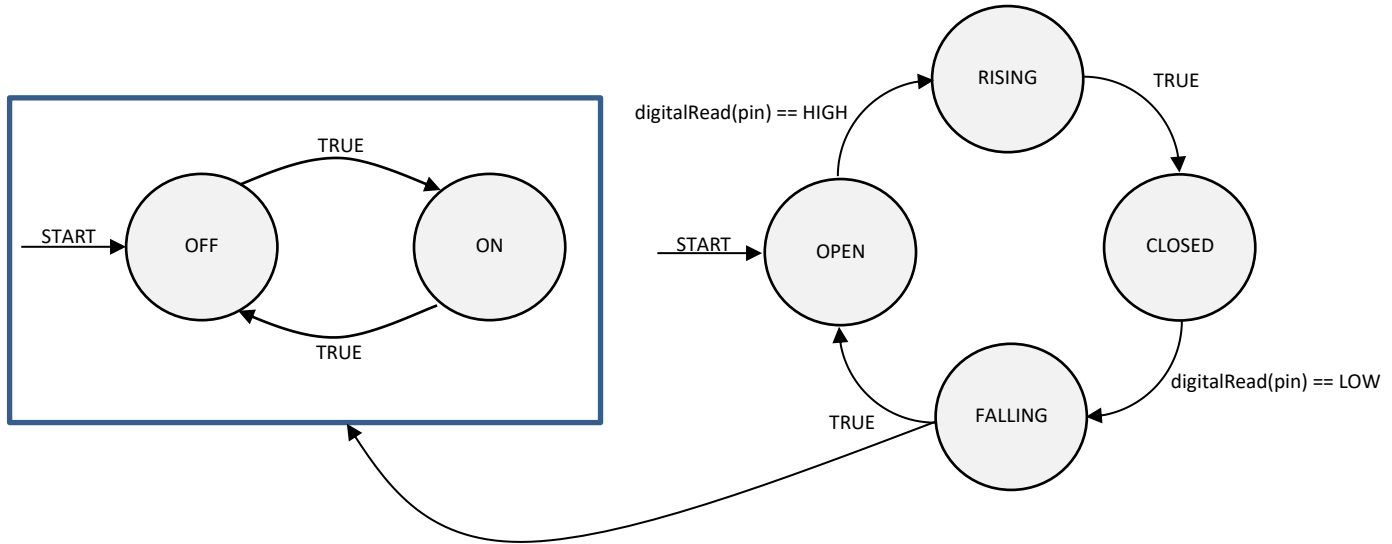 TRUE
START
OFF
ON
TRUE
RISING
TRUE
digitalRead(pin) == HIGH
START
OPEN
CLOSED
digitalRead(pin) == LOW
TRUE
FALLING